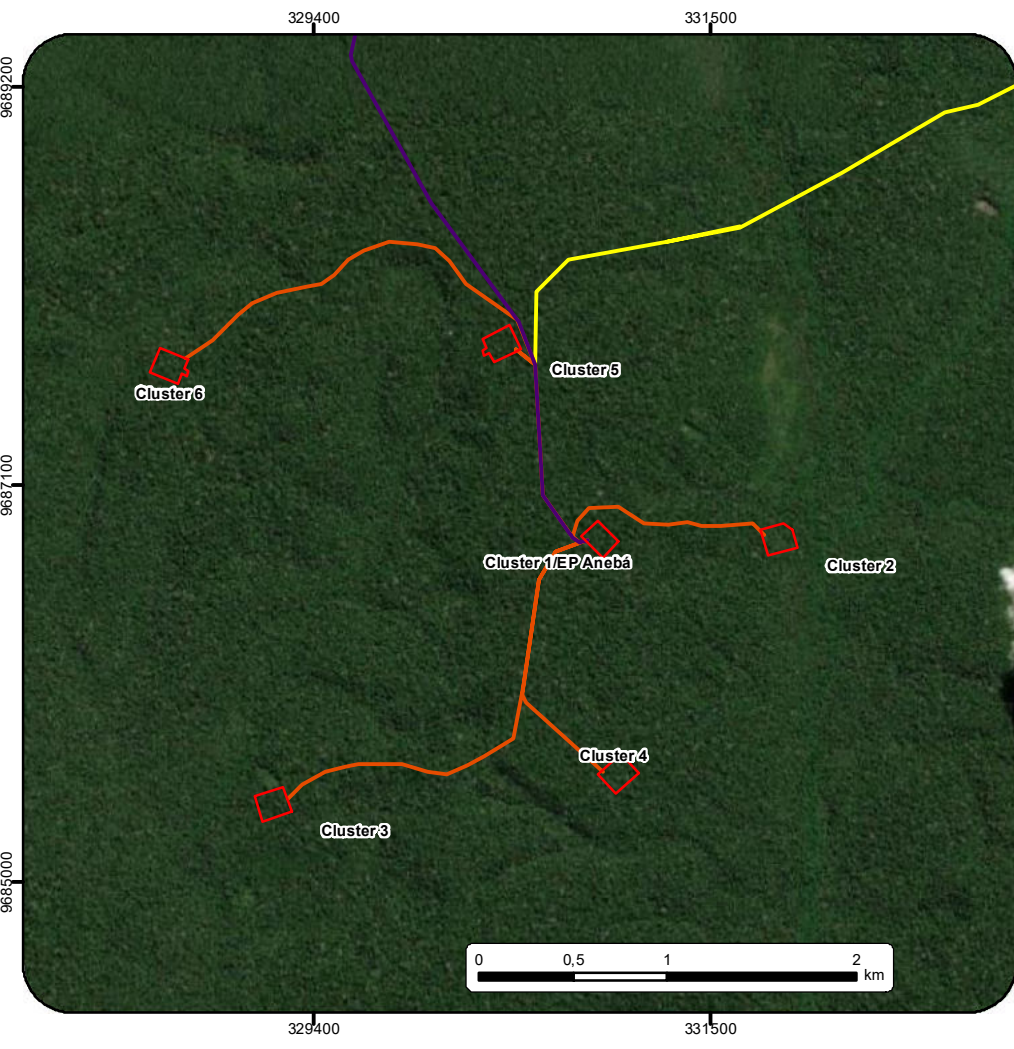 329400
331500
9689200
Cluster 5
Cluster 6
9687100
Cluster 1/EP Anebá
Cluster 2
Cluster 4
Cluster 3
9685000
0 0,5 1 2
km
329400
331500